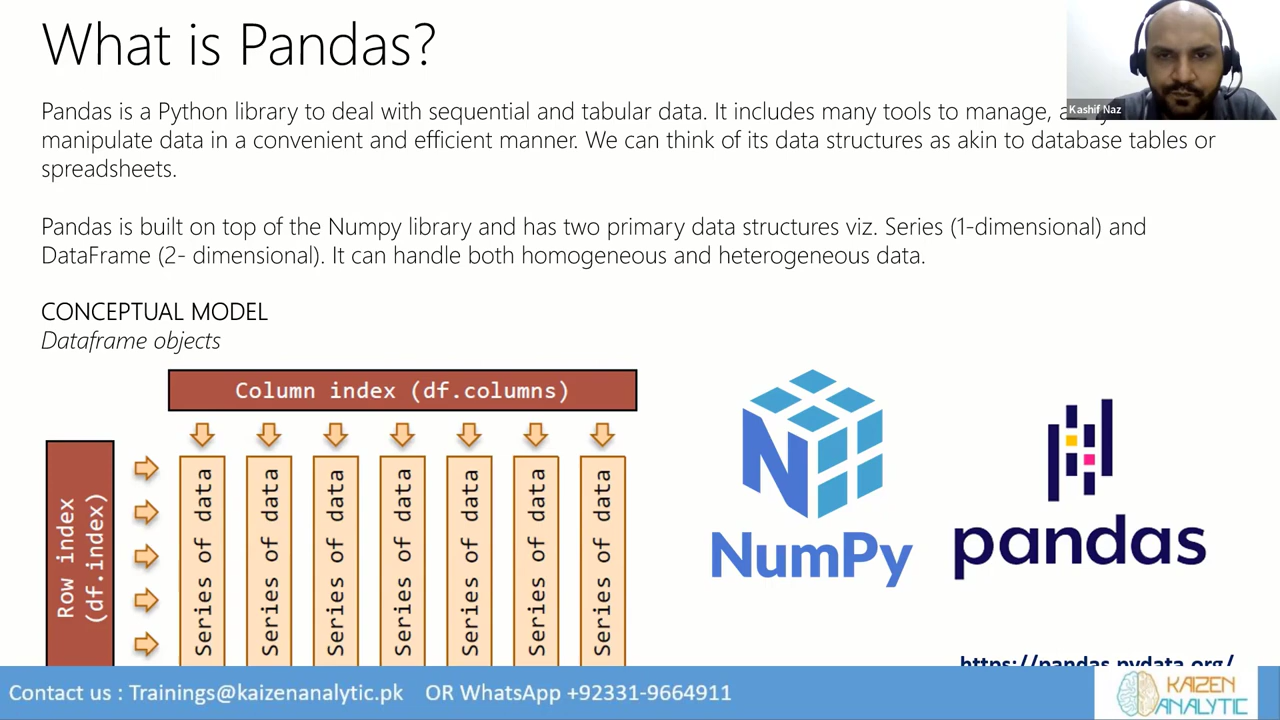 What is Pandas?
Kashif Naz
Pandas is a Python library to deal with sequential and tabular data. It includes many tools to manage,
manipulate data in a convenient and efficient manner. We can think of its data structures as akin to database tables or
spreadsheets.
Pandas is built on top of the Numpy library and has two primary data structures viz. Series (1-dimensional) and
DataFrame (2- dimensional). It can handle both homogeneous and heterogeneous data.
CONCEPTUAL MODEL
Dataframe objects
Column index (df.columns)
Row index
(df.index)
Series of data
Series of data
Series of data
Series of data
Series of data
Series of data
Series of data
NumPy
pandas
https://pandas.pydata.org/
Contact us : Trainings@kaizenanalytic.pk OR WhatsApp +92331-9664911
KAIZEN
ANALYTIC